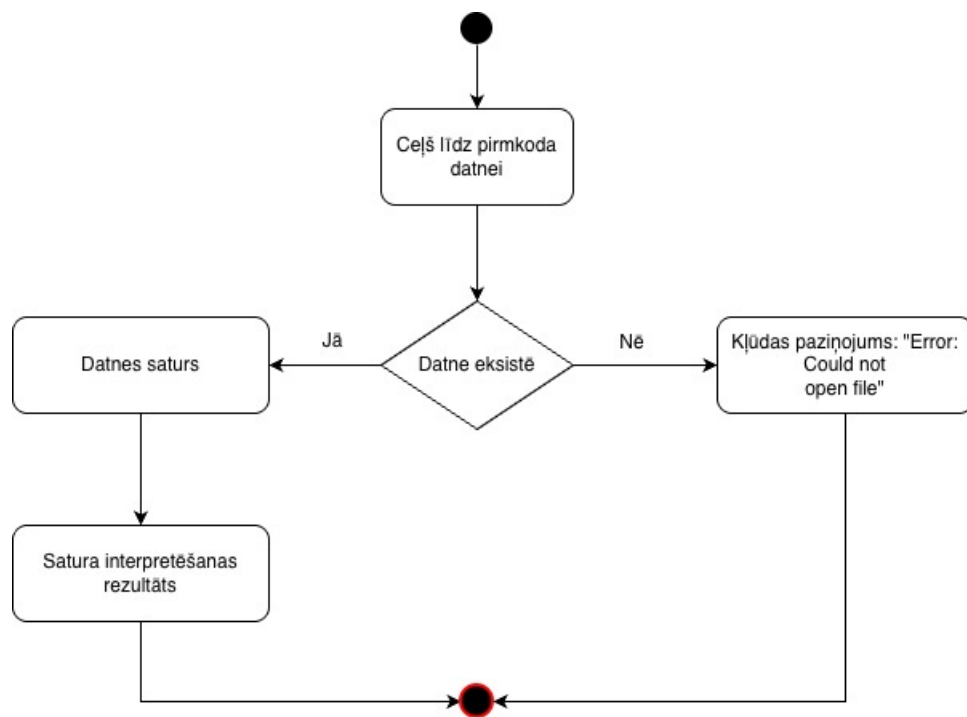 Ceļš līdz pirmkoda
datnei
Jā
Datne eksistē
Nē
Datnes saturs
Kļūdas paziņojums: "Error:
Could not
open file"
Satura interpretēšanas
rezultāts